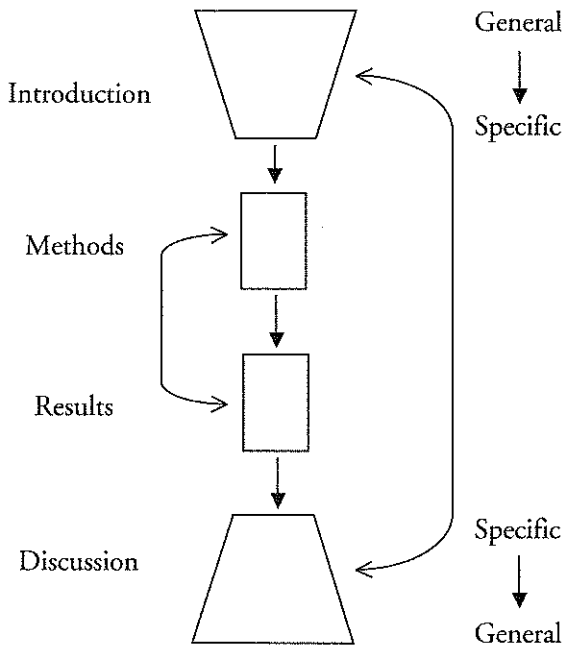 General
Introduction
Specific
Methods
Results
Specific
Discussion
General